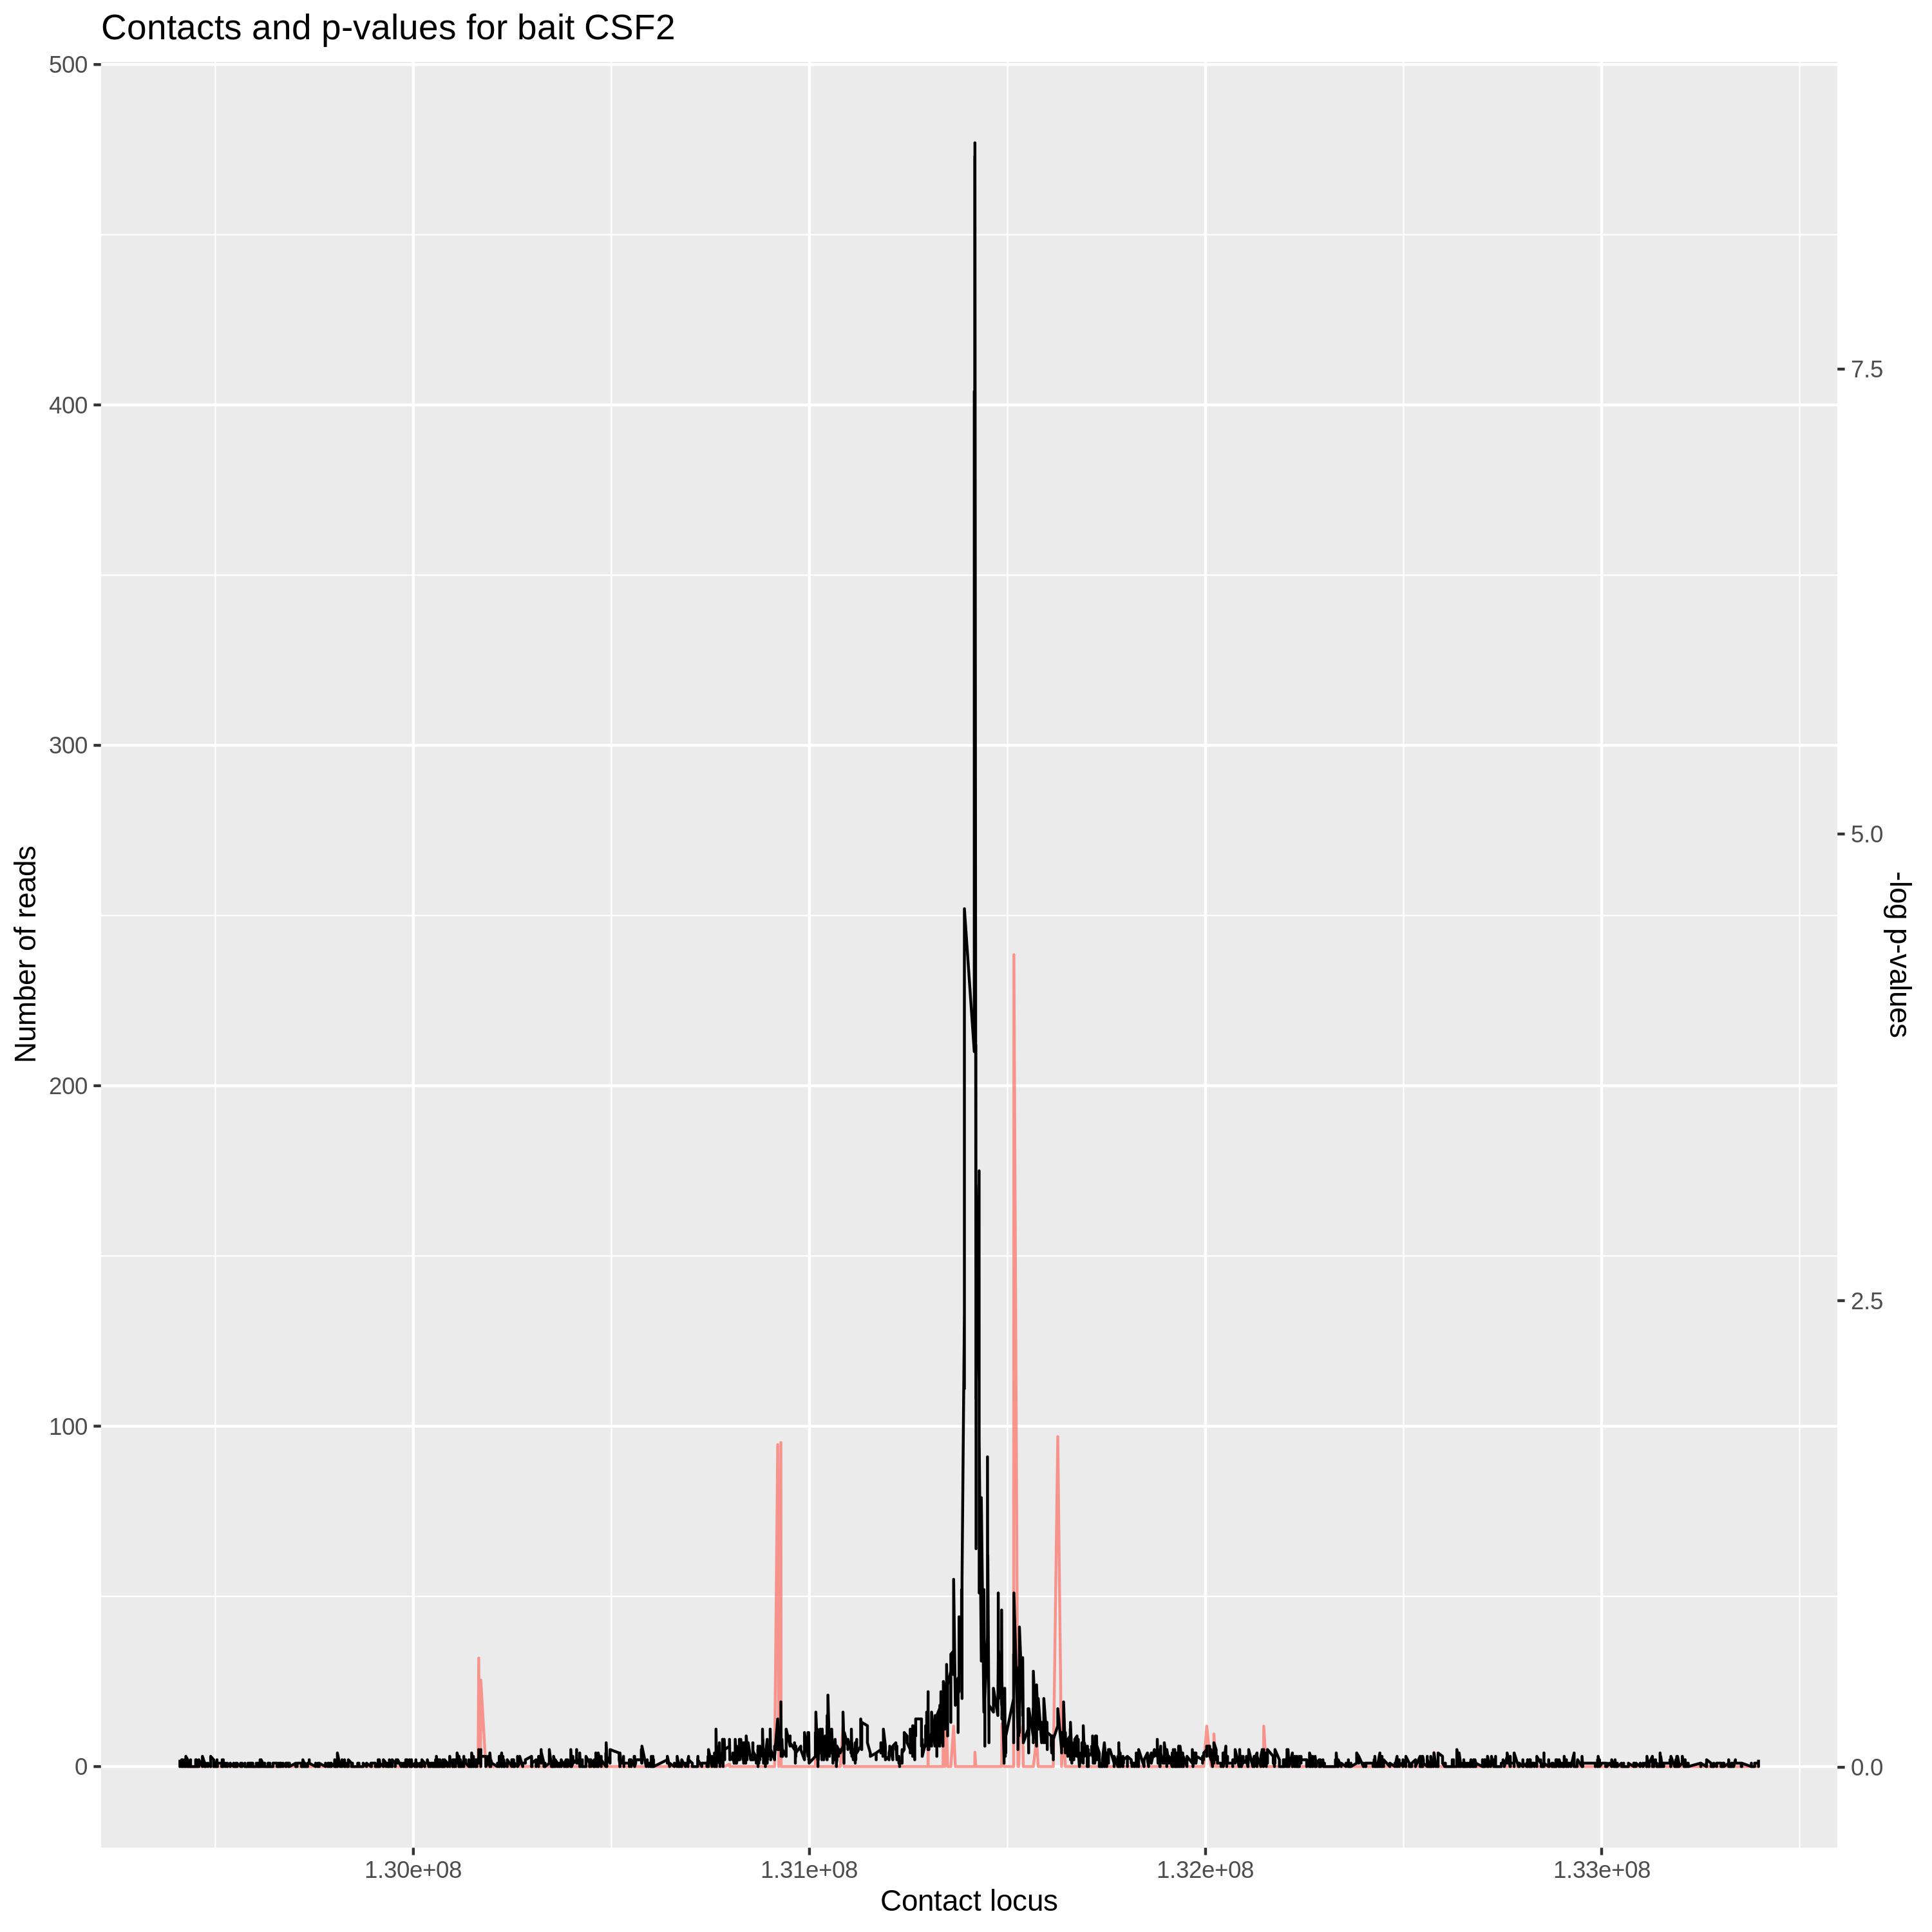 Contacts and p-values for bait CSF2
500
400
300
200
100
0
Number of reads
7.5
5.0
2.5
0.0
-log p-values
1.30e+08
1.31e+08
1.32e+08
1.33e+08
Contact locus